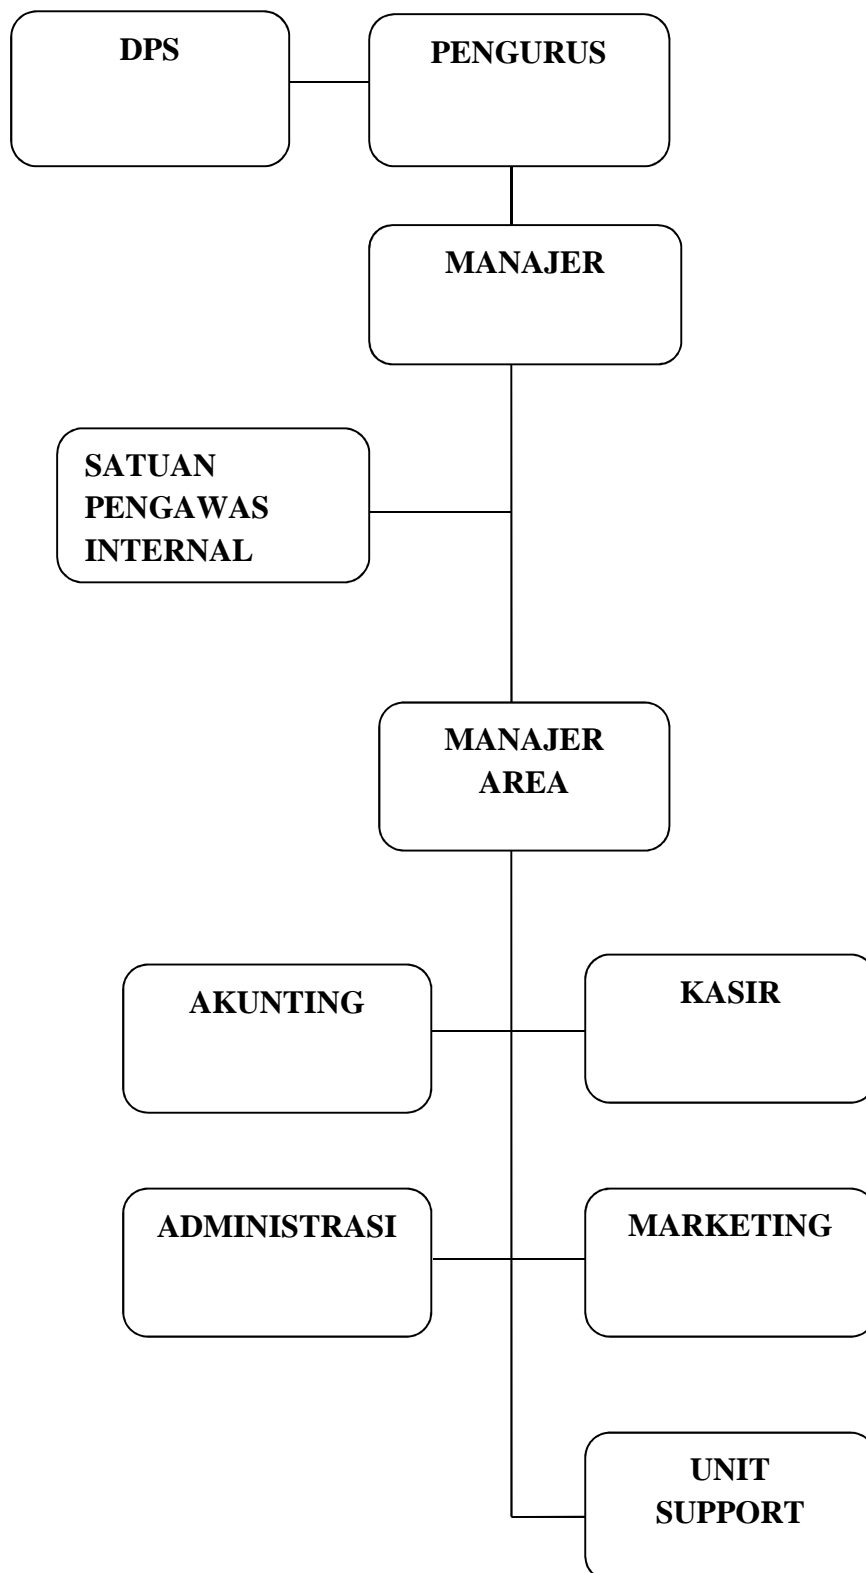 DPS
PENGURUS
MANAJER
SATUAN
PENGAWAS
INTERNAL
MANAJER
AREA
AKUNTING
KASIR
ADMINISTRASI
MARKETING
UNIT
SUPPORT